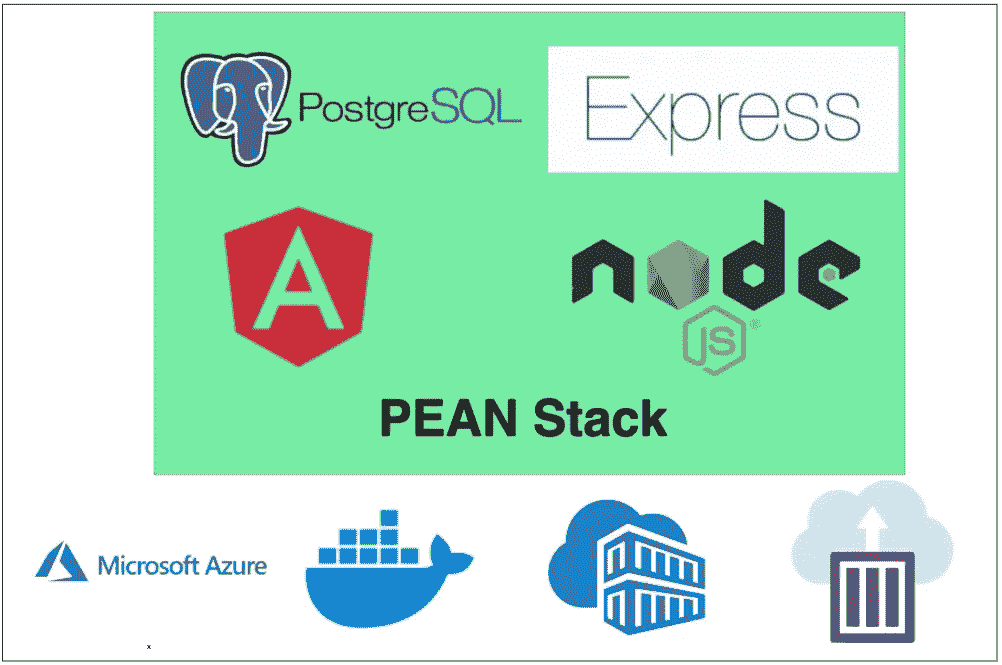 PostgreSQL
Express
A
node
JS®
PEAN Stack
Microsoft Azure
x